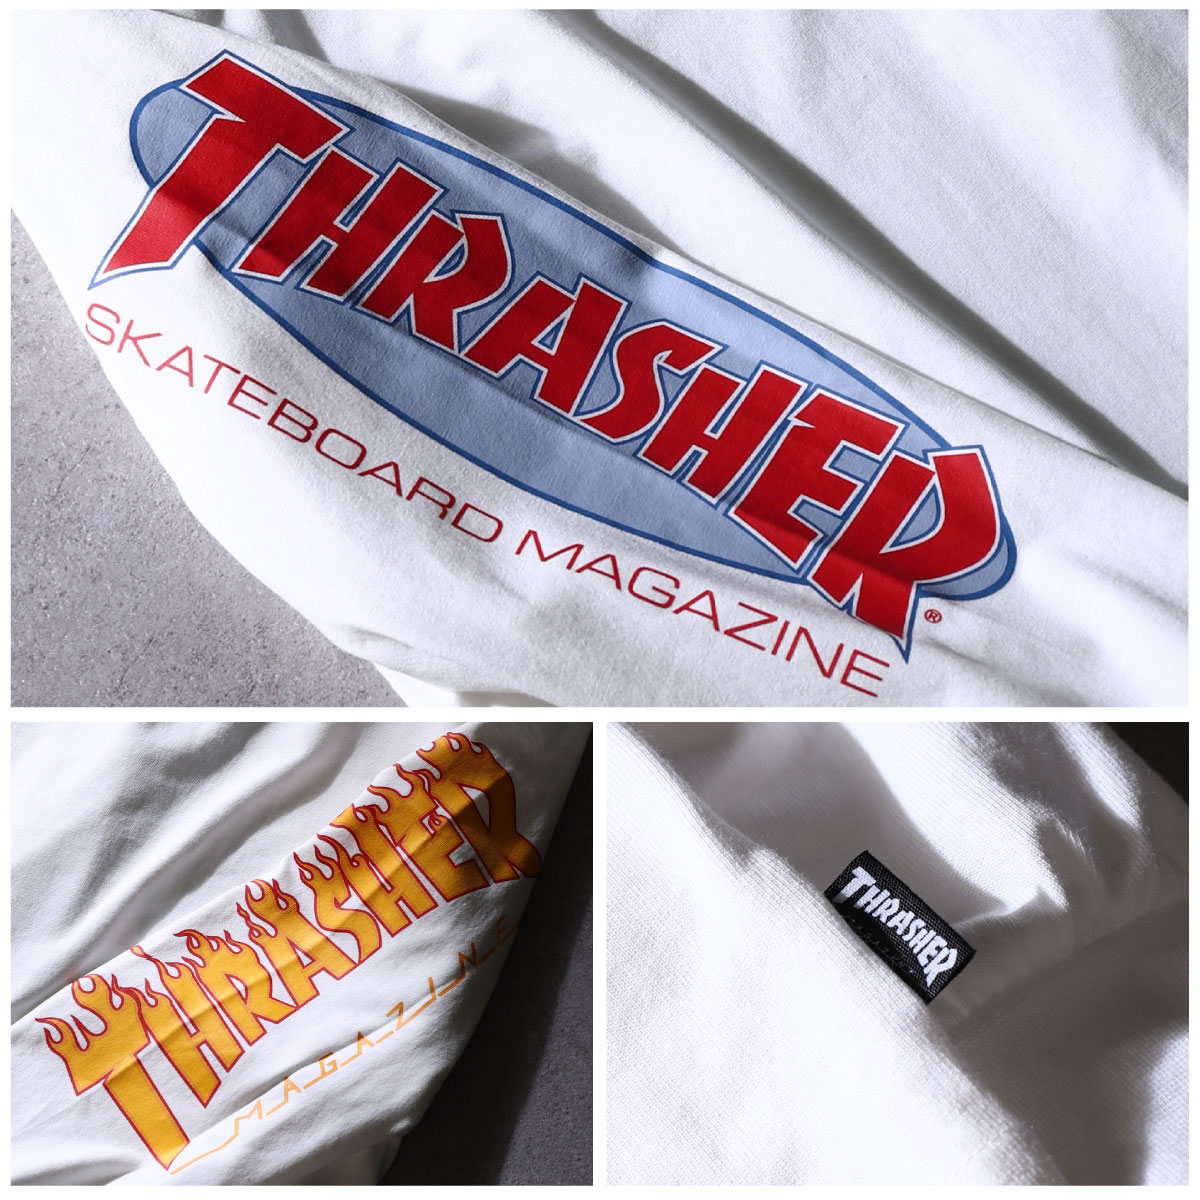 THRASHER
®
SKATEBOARD MAGAZINE
THRASHER
MAGAZINE
THRASHER